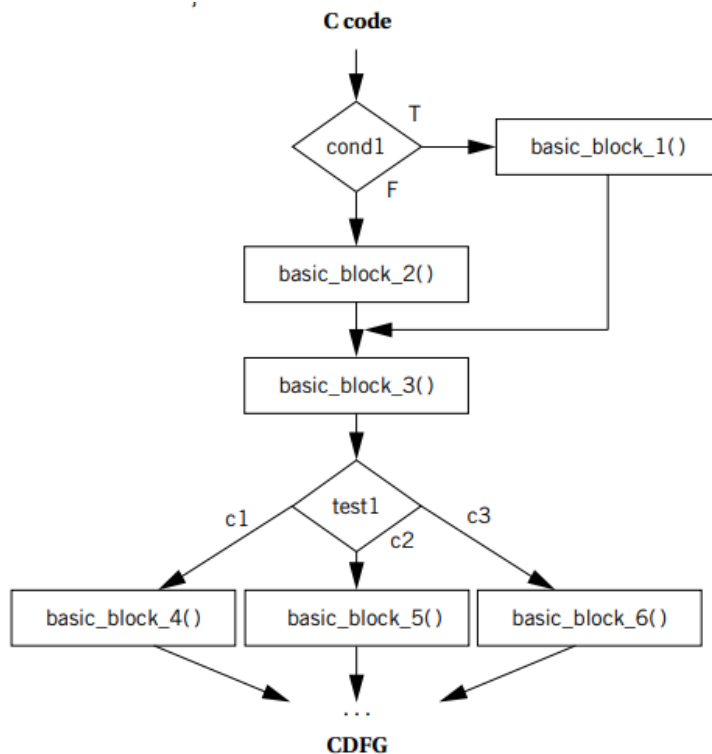 C code
T
cond1
basic_block_1()
F
basic_block_2()
basic_block_3()
test1
c1
c2
c3
basic_block_4()
basic_block_5()
basic_block_6()
...
CDFG